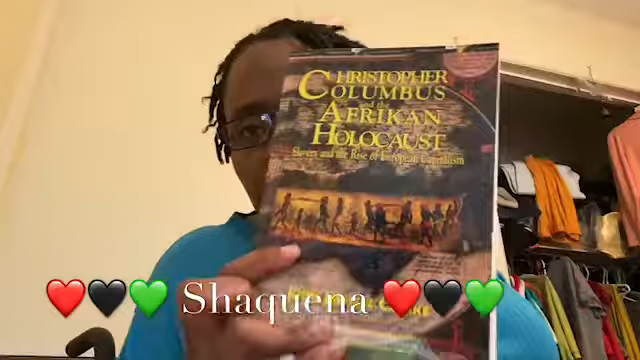 CHRISTOPHER
COLUMBUS
and the
AFRIKAN
HOLOCAUST
Slavery and the Rise of European Capitalism
❤️🖤💚 Shaquena ❤️🖤💚